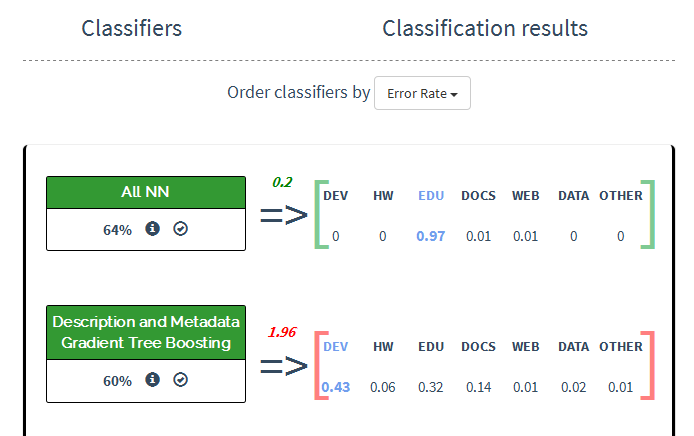 Classifiers Classification results
Order classifiers by Error Rate
All NN
64%
0.2
=>
DEV HW EDU DOCS WEB DATA OTHER
0 0 0.97 0.01 0.01 0 0
Description and Metadata
Gradient Tree Boosting
60%
1.96
=>
DEV HW EDU DOCS WEB DATA OTHER
0.43 0.06 0.32 0.14 0.01 0.02 0.01